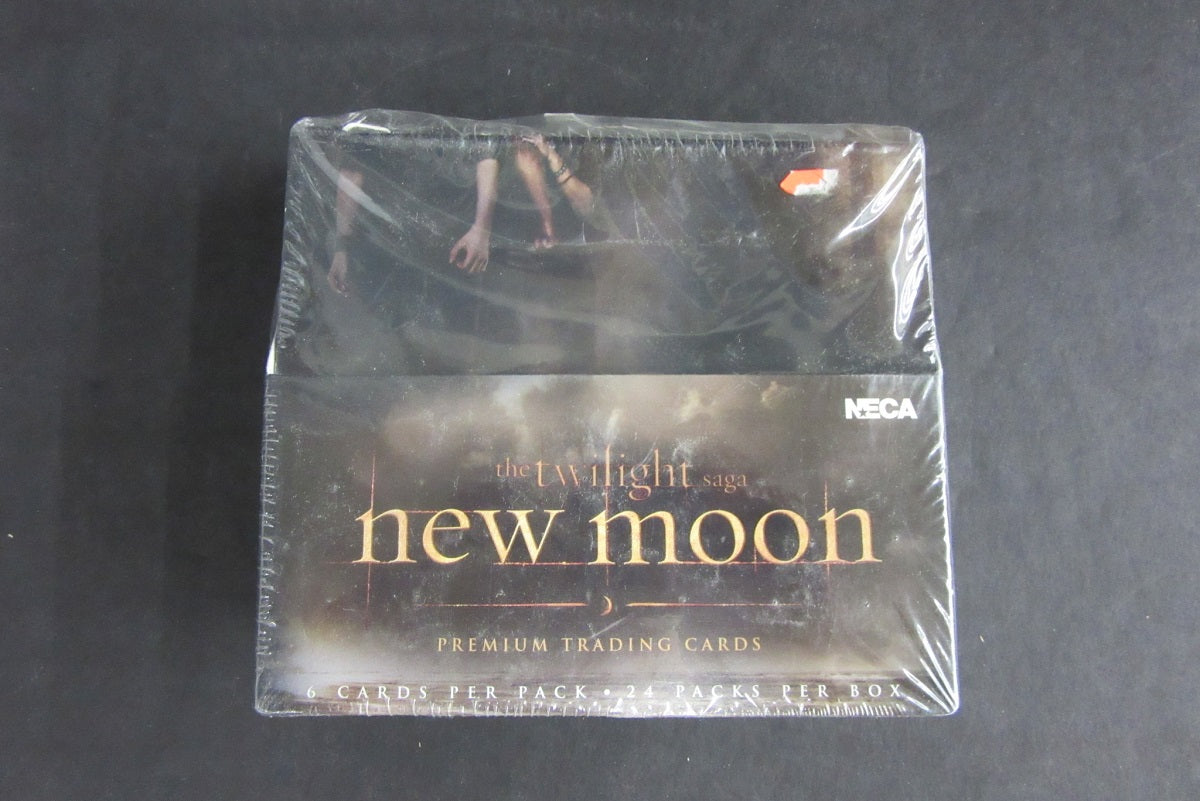 NECA
the twilight saga
new moon
PREMIUM TRADING CARDS
6 CARDS PER PACK • 24 PACKS PER BOX